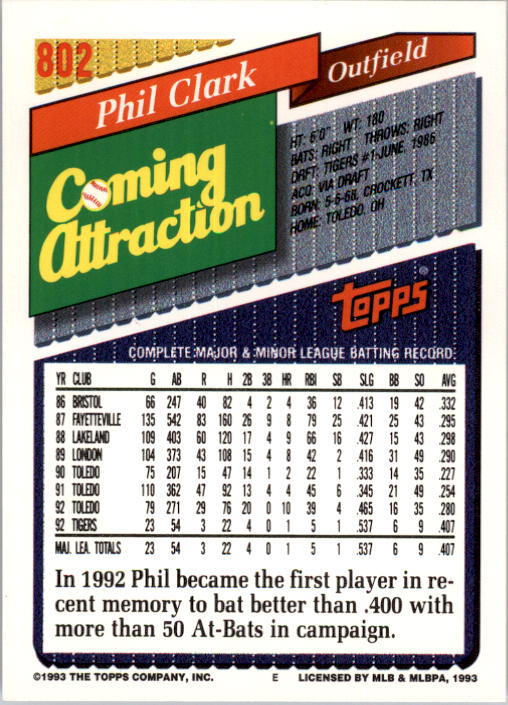 802
Phil Clark
Outfield
Coming
Attraction
HT: 6'0" WT: 180
BATS: RIGHT THROWS: RIGHT
DRFT: TIGERS #1-JUNE, 1986
ACQ: VIA DRAFT
BORN: 5-6-68, CROCKETT, TX
HOME: TOLEDO, OH
TOPPS®
COMPLETE MAJOR & MINOR LEAGUE BATTING RECORD
YR CLUB G AB R H 2B 3B HR RBI SB SLG BB SO AVG
86 BRISTOL 66 247 40 82 4 2 4 36 12 .413 19 42 .332
87 FAYETTEVILLE 135 542 83 160 26 9 8 79 25 .421 25 43 .295
88 LAKELAND 109 403 60 120 17 4 9 66 16 .427 15 43 .298
89 LONDON 104 373 43 108 15 4 8 42 2 .416 31 49 .290
90 TOLEDO 75 207 15 47 14 1 2 22 1 .333 14 35 .227
91 TOLEDO 110 362 47 92 13 4 4 45 6 .345 21 49 .254
92 TOLEDO 79 271 29 76 20 0 10 39 4 .465 16 35 .280
92 TIGERS 23 54 3 22 4 0 1 5 1 .537 6 9 .407
MAJ. LEA. TOTALS 23 54 3 22 4 0 1 5 1 .537 6 9 .407
In 1992 Phil became the first player in re-
cent memory to bat better than .400 with
more than 50 At-Bats in campaign.
©1993 THE TOPPS COMPANY, INC. E LICENSED BY MLB & MLBPA, 1993